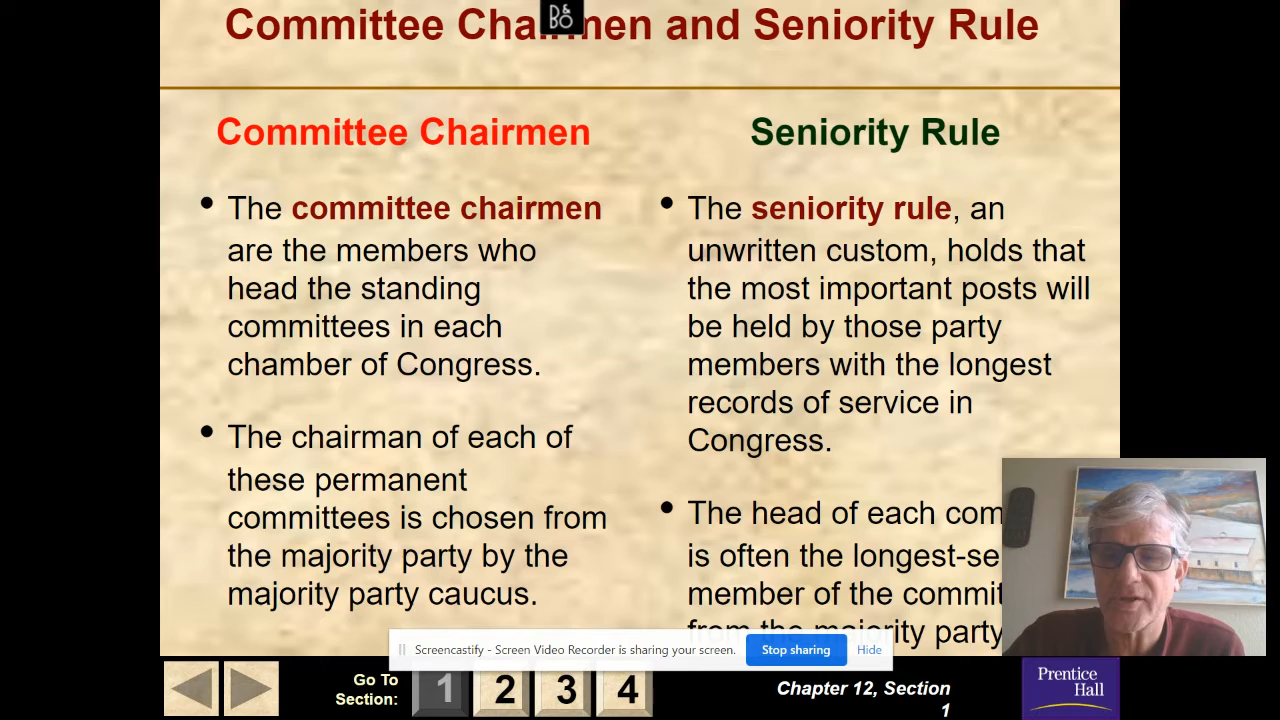 Committee Chairmen and Seniority Rule
B&O
Committee Chairmen
• The committee chairmen
are the members who
head the standing
committees in each
chamber of Congress.
• The chairman of each of
these permanent
committees is chosen from
the majority party by the
majority party caucus.
Seniority Rule
• The seniority rule, an
unwritten custom, holds that
the most important posts will
be held by those party
members with the longest
records of service in
Congress.
• The head of each com
is often the longest-se
member of the commit
from the majority party
Screencastify - Screen Video Recorder is sharing your screen.
Stop sharing
Hide
Go To
Section:
1 2 3 4
Chapter 12, Section
1
Prentice
Hall